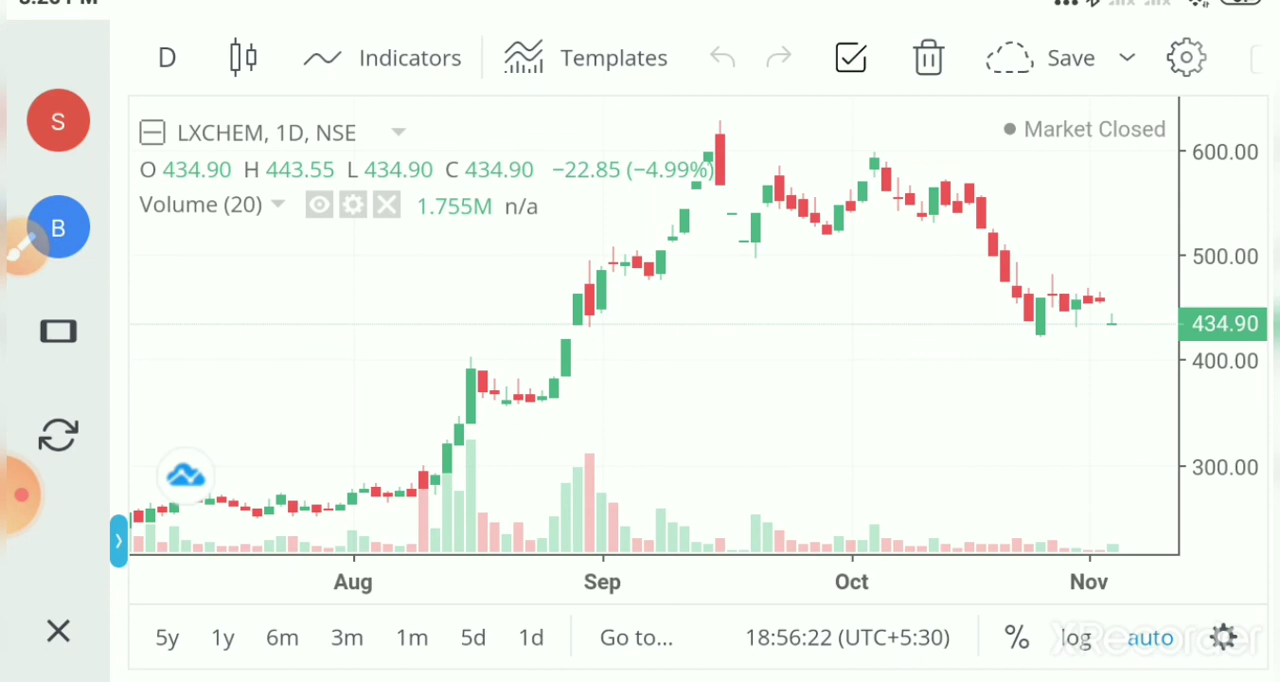 D Indicators Templates Save
S
B
LXCHEM, 1D, NSE
Market Closed
O 434.90 H 443.55 L 434.90 C 434.90 −22.85 (−4.99%)
Volume (20) 1.755M n/a
600.00
500.00
434.90
400.00
300.00
Aug Sep Oct Nov
5y 1y 6m 3m 1m 5d 1d Go to... 18:56:22 (UTC+5:30) % log auto
XRecorder